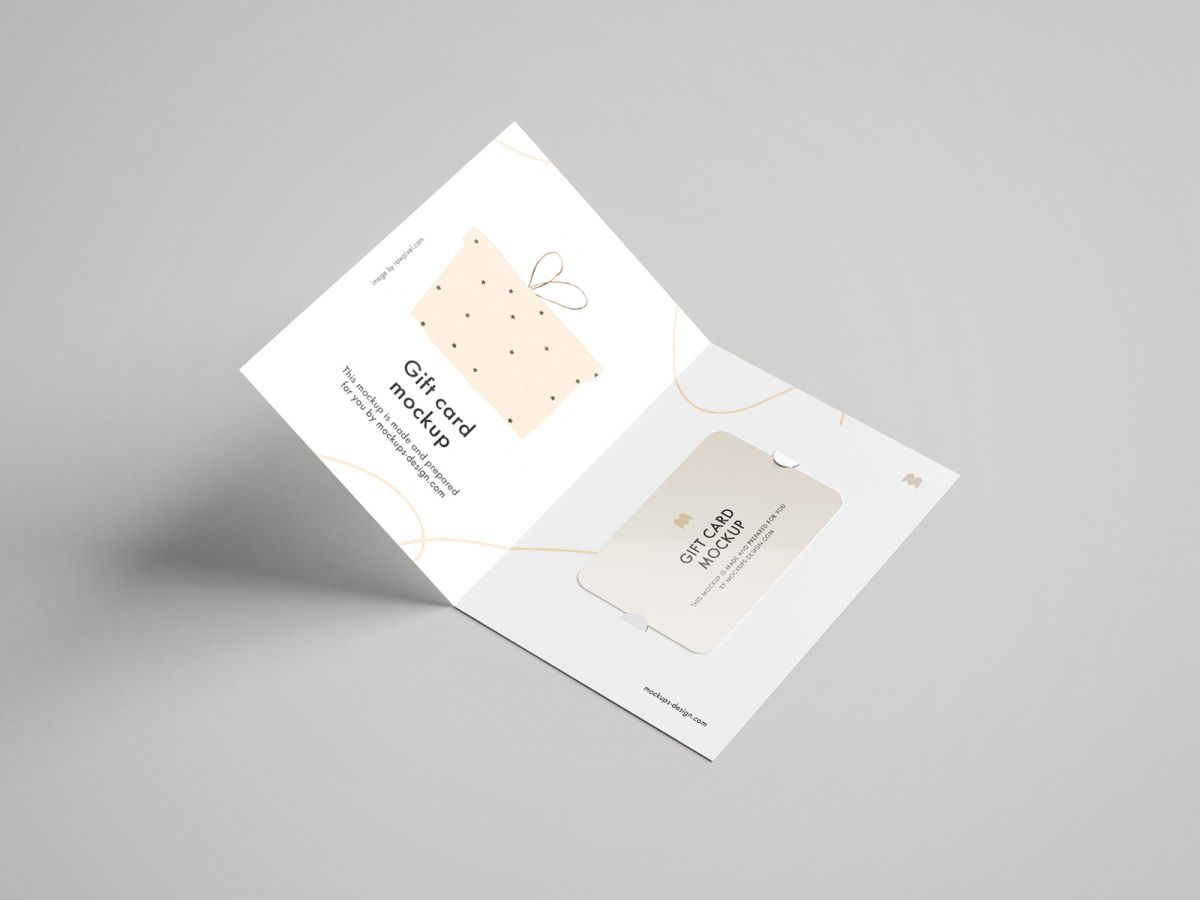 image by rawpixel.com
Gift card
mockup
This mockup is made and prepared
for you by mockups-design.com
GIFT CARD
MOCKUP
THIS MOCKUP IS MADE AND PREPARED FOR YOU
BY MOCKUPS-DESIGN.COM
mockups-design.com